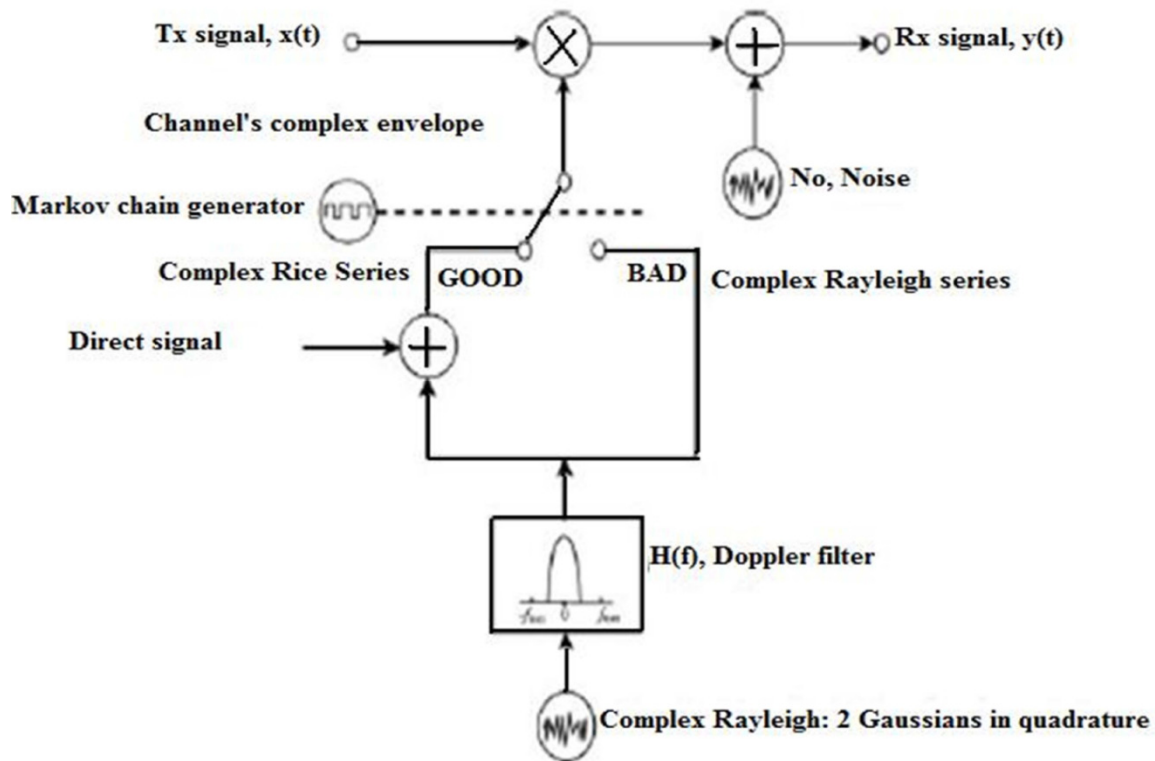 Tx signal, x(t)
Rx signal, y(t)
Channel's complex envelope
No, Noise
Markov chain generator
Complex Rice Series
GOOD
BAD
Complex Rayleigh series
Direct signal
H(f), Doppler filter
0
Complex Rayleigh: 2 Gaussians in quadrature